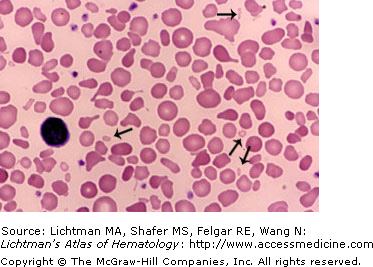 Source: Lichtman MA, Shafer MS, Felgar RE, Wang N:
Lichtman's Atlas of Hematology: http://www.accessmedicine.com
Copyright © The McGraw-Hill Companies, Inc. All rights reserved.